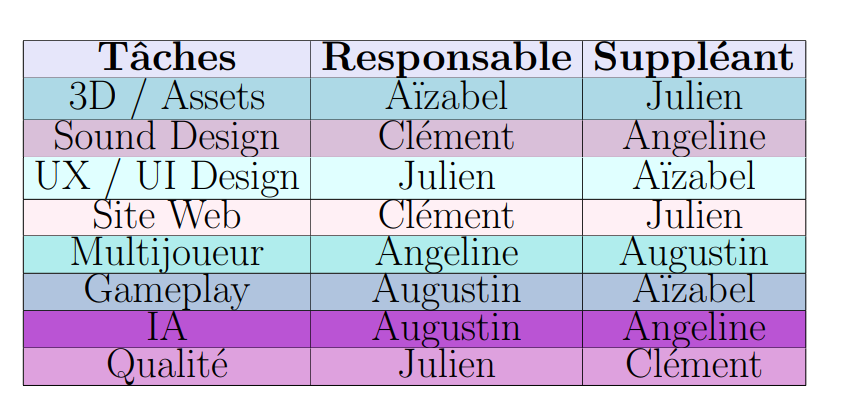 Tâches Responsable Suppléant
3D / Assets Aïzabel Julien
Sound Design Clément Angeline
UX / UI Design Julien Aïzabel
Site Web Clément Julien
Multijoueur Angeline Augustin
Gameplay Augustin Aïzabel
IA Augustin Angeline
Qualité Julien Clément